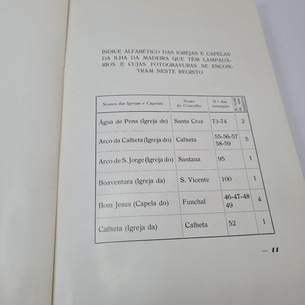 INDICE ALFABÉTICO DAS IGREJAS E CAPELAS
DA ILHA DA MADEIRA QUE TÊM LAMPADÁ-
RIOS E CUJAS FOTOGRAVURAS SE ENCON-
TRAM NESTE REGISTO
Nomes das Igrejas e Capelas Nome do Concelho N.os das estampas
Água de Pena (Igreja de) Santa Cruz 73-74 2
Arco da Calheta (Igreja do) Calheta 55-56-57 58-59 5
Arco de S. Jorge (Igreja do) Santana 95 1
Boaventura (Igreja da) S. Vicente 100 1
Bom Jesus (Capela do) Funchal 46-47-48 49 4
Calheta (Igreja da) Calheta 52 1
— 11